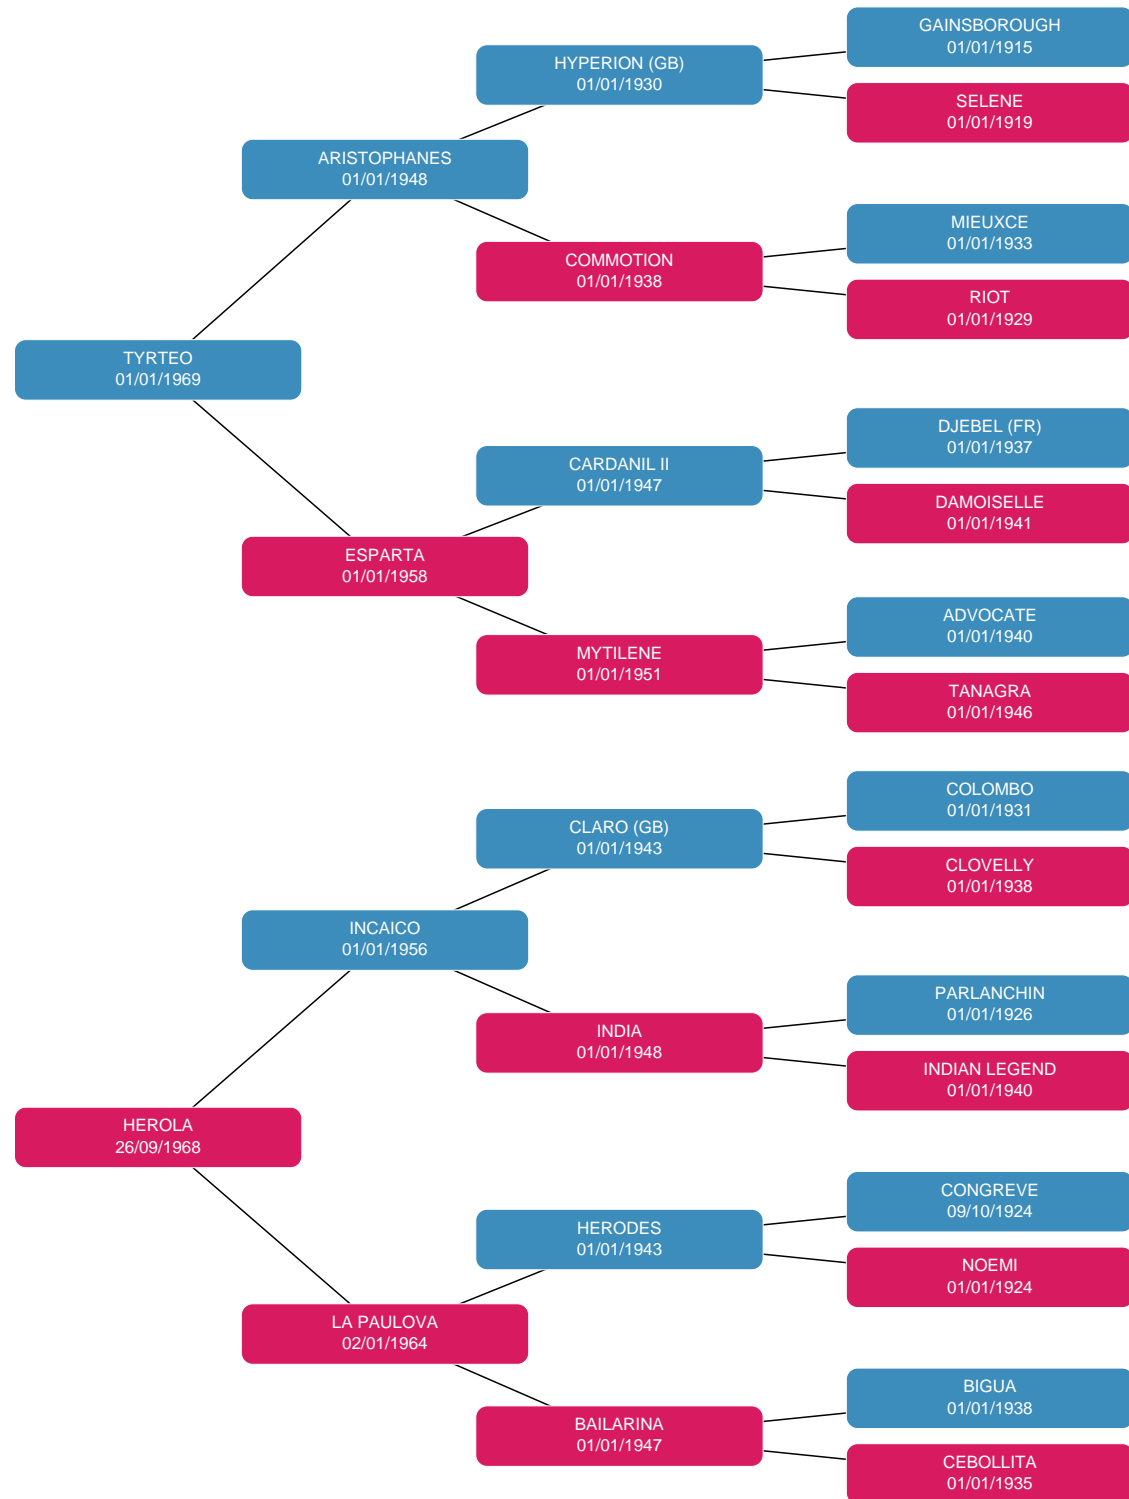 GAINSBOROUGH
01/01/1915
HYPERION (GB)
01/01/1930
SELENE
01/01/1919
ARISTOPHANES
01/01/1948
MIEUXCE
01/01/1933
COMMOTION
01/01/1938
RIOT
01/01/1929
TYRTEO
01/01/1969
DJEBEL (FR)
01/01/1937
CARDANIL II
01/01/1947
DAMOISELLE
01/01/1941
ESPARTA
01/01/1958
ADVOCATE
01/01/1940
MYTILENE
01/01/1951
TANAGRA
01/01/1946
COLOMBO
01/01/1931
CLARO (GB)
01/01/1943
CLOVELLY
01/01/1938
INCAICO
01/01/1956
PARLANCHIN
01/01/1926
INDIA
01/01/1948
INDIAN LEGEND
01/01/1940
HEROLA
26/09/1968
CONGREVE
09/10/1924
HERODES
01/01/1943
NOEMI
01/01/1924
LA PAULOVA
02/01/1964
BIGUA
01/01/1938
BAILARINA
01/01/1947
CEBOLLITA
01/01/1935